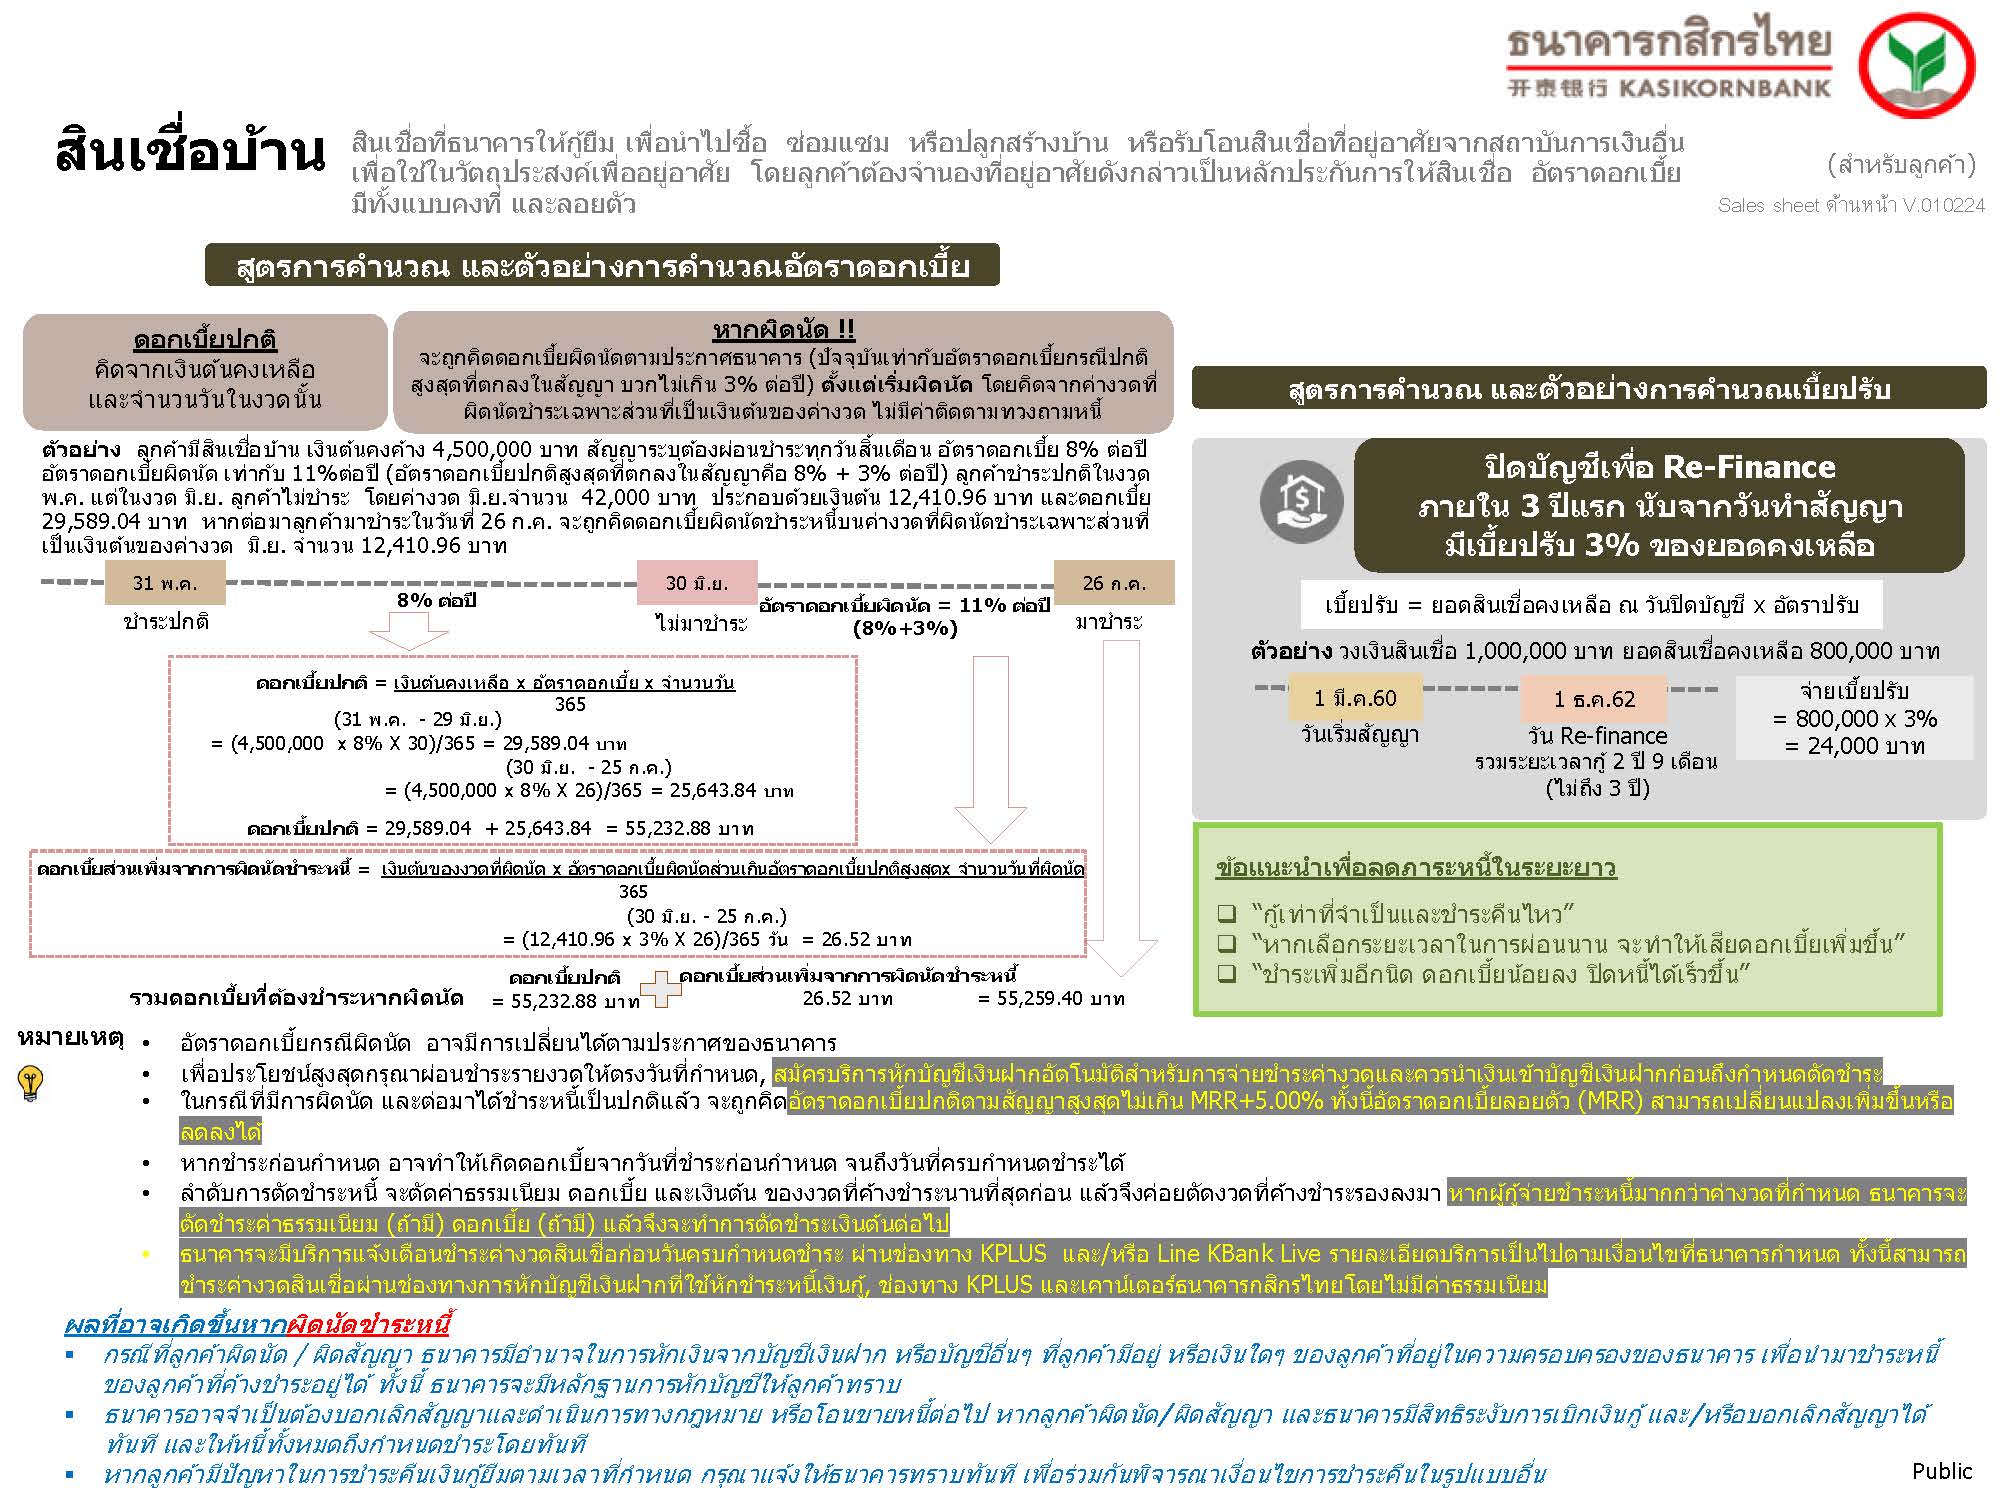 ธนาคารกสิกรไทย
开泰银行 KASIKORNBANK
สินเชื่อบ้าน
สินเชื่อที่ธนาคารให้กู้ยืม เพื่อนำไปซื้อ ซ่อมแซม หรือปลูกสร้างบ้าน หรือรับโอนสินเชื่อที่อยู่อาศัยจากสถาบันการเงินอื่น
เพื่อใช้ในวัตถุประสงค์เพื่ออยู่อาศัย โดยลูกค้าต้องจำนองที่อยู่อาศัยดังกล่าวเป็นหลักประกันการให้สินเชื่อ อัตราดอกเบี้ย
มีทั้งแบบคงที่ และลอยตัว
(สำหรับลูกค้า)
Sales sheet ด้านหน้า V.010224
สูตรการคำนวณ และตัวอย่างการคำนวณอัตราดอกเบี้ย
ดอกเบี้ยปกติ
คิดจากเงินต้นคงเหลือ
และจำนวนวันในงวดนั้น
หากผิดนัด !!
จะถูกคิดดอกเบี้ยผิดนัดตามประกาศธนาคาร (ปัจจุบันเท่ากับอัตราดอกเบี้ยกรณีปกติ
สูงสุดที่ตกลงในสัญญา บวกไม่เกิน 3% ต่อปี) ตั้งแต่เริ่มผิดนัด โดยคิดจากค่างวดที่
ผิดนัดชำระเฉพาะส่วนที่เป็นเงินต้นของค่างวด ไม่มีค่าติดตามทวงถามหนี้
ตัวอย่าง ลูกค้ามีสินเชื่อบ้าน เงินต้นคงค้าง 4,500,000 บาท สัญญาระบุต้องผ่อนชำระทุกวันสิ้นเดือน อัตราดอกเบี้ย 8% ต่อปี
อัตราดอกเบี้ยผิดนัด เท่ากับ 11%ต่อปี (อัตราดอกเบี้ยปกติสูงสุดที่ตกลงในสัญญาคือ 8% + 3% ต่อปี) ลูกค้าชำระปกติในงวด
พ.ค. แต่ในงวด มิ.ย. ลูกค้าไม่ชำระ โดยค่างวด มิ.ย.จำนวน 42,000 บาท ประกอบด้วยเงินต้น 12,410.96 บาท และดอกเบี้ย
29,589.04 บาท หากต่อมาลูกค้ามาชำระในวันที่ 26 ก.ค. จะถูกคิดดอกเบี้ยผิดนัดชำระหนี้บนค่างวดที่ผิดนัดชำระเฉพาะส่วนที่
เป็นเงินต้นของค่างวด มิ.ย. จำนวน 12,410.96 บาท
31 พ.ค.
ชำระปกติ
8% ต่อปี
30 มิ.ย.
ไม่มาชำระ
อัตราดอกเบี้ยผิดนัด = 11% ต่อปี
(8%+3%)
26 ก.ค.
มาชำระ
ดอกเบี้ยปกติ = เงินต้นคงเหลือ x อัตราดอกเบี้ย x จำนวนวัน
365
(31 พ.ค. - 29 มิ.ย.)
= (4,500,000 x 8% X 30)/365 = 29,589.04 บาท
(30 มิ.ย. - 25 ก.ค.)
= (4,500,000 x 8% X 26)/365 = 25,643.84 บาท
ดอกเบี้ยปกติ = 29,589.04 + 25,643.84 = 55,232.88 บาท
ดอกเบี้ยส่วนเพิ่มจากการผิดนัดชำระหนี้ = เงินต้นของงวดที่ผิดนัด x อัตราดอกเบี้ยผิดนัดส่วนเกินอัตราดอกเบี้ยปกติสูงสุดx จำนวนวันที่ผิดนัด
365
(30 มิ.ย. - 25 ก.ค.)
= (12,410.96 x 3% X 26)/365 วัน = 26.52 บาท
รวมดอกเบี้ยที่ต้องชำระหากผิดนัด
ดอกเบี้ยปกติ
= 55,232.88 บาท
ดอกเบี้ยส่วนเพิ่มจากการผิดนัดชำระหนี้
26.52 บาท = 55,259.40 บาท
สูตรการคำนวณ และตัวอย่างการคำนวณเบี้ยปรับ
ปิดบัญชีเพื่อ Re-Finance
ภายใน 3 ปีแรก นับจากวันทำสัญญา
มีเบี้ยปรับ 3% ของยอดคงเหลือ
เบี้ยปรับ = ยอดสินเชื่อคงเหลือ ณ วันปิดบัญชี x อัตราปรับ
ตัวอย่าง วงเงินสินเชื่อ 1,000,000 บาท ยอดสินเชื่อคงเหลือ 800,000 บาท
1 มี.ค.60
วันเริ่มสัญญา
1 ธ.ค.62
วัน Re-finance
รวมระยะเวลากู้ 2 ปี 9 เดือน
(ไม่ถึง 3 ปี)
จ่ายเบี้ยปรับ
= 800,000 x 3%
= 24,000 บาท
ข้อแนะนำเพื่อลดภาระหนี้ในระยะยาว
❑ “กู้เท่าที่จำเป็นและชำระคืนไหว”
❑ “หากเลือกระยะเวลาในการผ่อนนาน จะทำให้เสียดอกเบี้ยเพิ่มขึ้น”
❑ “ชำระเพิ่มอีกนิด ดอกเบี้ยน้อยลง ปิดหนี้ได้เร็วขึ้น”
หมายเหตุ
• อัตราดอกเบี้ยกรณีผิดนัด อาจมีการเปลี่ยนได้ตามประกาศของธนาคาร
• เพื่อประโยชน์สูงสุดกรุณาผ่อนชำระรายงวดให้ตรงวันที่กำหนด, สมัครบริการหักบัญชีเงินฝากอัตโนมัติสำหรับการจ่ายชำระค่างวดและควรนำเงินเข้าบัญชีเงินฝากก่อนถึงกำหนดตัดชำระ
• ในกรณีที่มีการผิดนัด และต่อมาได้ชำระหนี้เป็นปกติแล้ว จะถูกคิดอัตราดอกเบี้ยปกติตามสัญญาสูงสุดไม่เกิน MRR+5.00% ทั้งนี้อัตราดอกเบี้ยลอยตัว (MRR) สามารถเปลี่ยนแปลงเพิ่มขึ้นหรือ
ลดลงได้
• หากชำระก่อนกำหนด อาจทำให้เกิดดอกเบี้ยจากวันที่ชำระก่อนกำหนด จนถึงวันที่ครบกำหนดชำระได้
• ลำดับการตัดชำระหนี้ จะตัดค่าธรรมเนียม ดอกเบี้ย และเงินต้น ของงวดที่ค้างชำระนานที่สุดก่อน แล้วจึงค่อยตัดงวดที่ค้างชำระรองลงมา หากผู้กู้จ่ายชำระหนี้มากกว่าค่างวดที่กำหนด ธนาคารจะ
ตัดชำระค่าธรรมเนียม (ถ้ามี) ดอกเบี้ย (ถ้ามี) แล้วจึงจะทำการตัดชำระเงินต้นต่อไป
• ธนาคารจะมีบริการแจ้งเตือนชำระค่างวดสินเชื่อก่อนวันครบกำหนดชำระ ผ่านช่องทาง KPLUS และ/หรือ Line KBank Live รายละเอียดบริการเป็นไปตามเงื่อนไขที่ธนาคารกำหนด ทั้งนี้สามารถ
ชำระค่างวดสินเชื่อผ่านช่องทางการหักบัญชีเงินฝากที่ใช้หักชำระหนี้เงินกู้, ช่องทาง KPLUS และเคาน์เตอร์ธนาคารกสิกรไทยโดยไม่มีค่าธรรมเนียม
ผลที่อาจเกิดขึ้นหากผิดนัดชำระหนี้
▪ กรณีที่ลูกค้าผิดนัด / ผิดสัญญา ธนาคารมีอำนาจในการหักเงินจากบัญชีเงินฝาก หรือบัญชีอื่นๆ ที่ลูกค้ามีอยู่ หรือเงินใดๆ ของลูกค้าที่อยู่ในความครอบครองของธนาคาร เพื่อนำมาชำระหนี้
ของลูกค้าที่ค้างชำระอยู่ได้ ทั้งนี้ ธนาคารจะมีหลักฐานการหักบัญชีให้ลูกค้าทราบ
▪ ธนาคารอาจจำเป็นต้องบอกเลิกสัญญาและดำเนินการทางกฎหมาย หรือโอนขายหนี้ต่อไป หากลูกค้าผิดนัด/ผิดสัญญา และธนาคารมีสิทธิระงับการเบิกเงินกู้ และ/หรือบอกเลิกสัญญาได้
ทันที และให้หนี้ทั้งหมดถึงกำหนดชำระโดยทันที
▪ หากลูกค้ามีปัญหาในการชำระคืนเงินกู้ยืมตามเวลาที่กำหนด กรุณาแจ้งให้ธนาคารทราบทันที เพื่อร่วมกันพิจารณาเงื่อนไขการชำระคืนในรูปแบบอื่น
Public